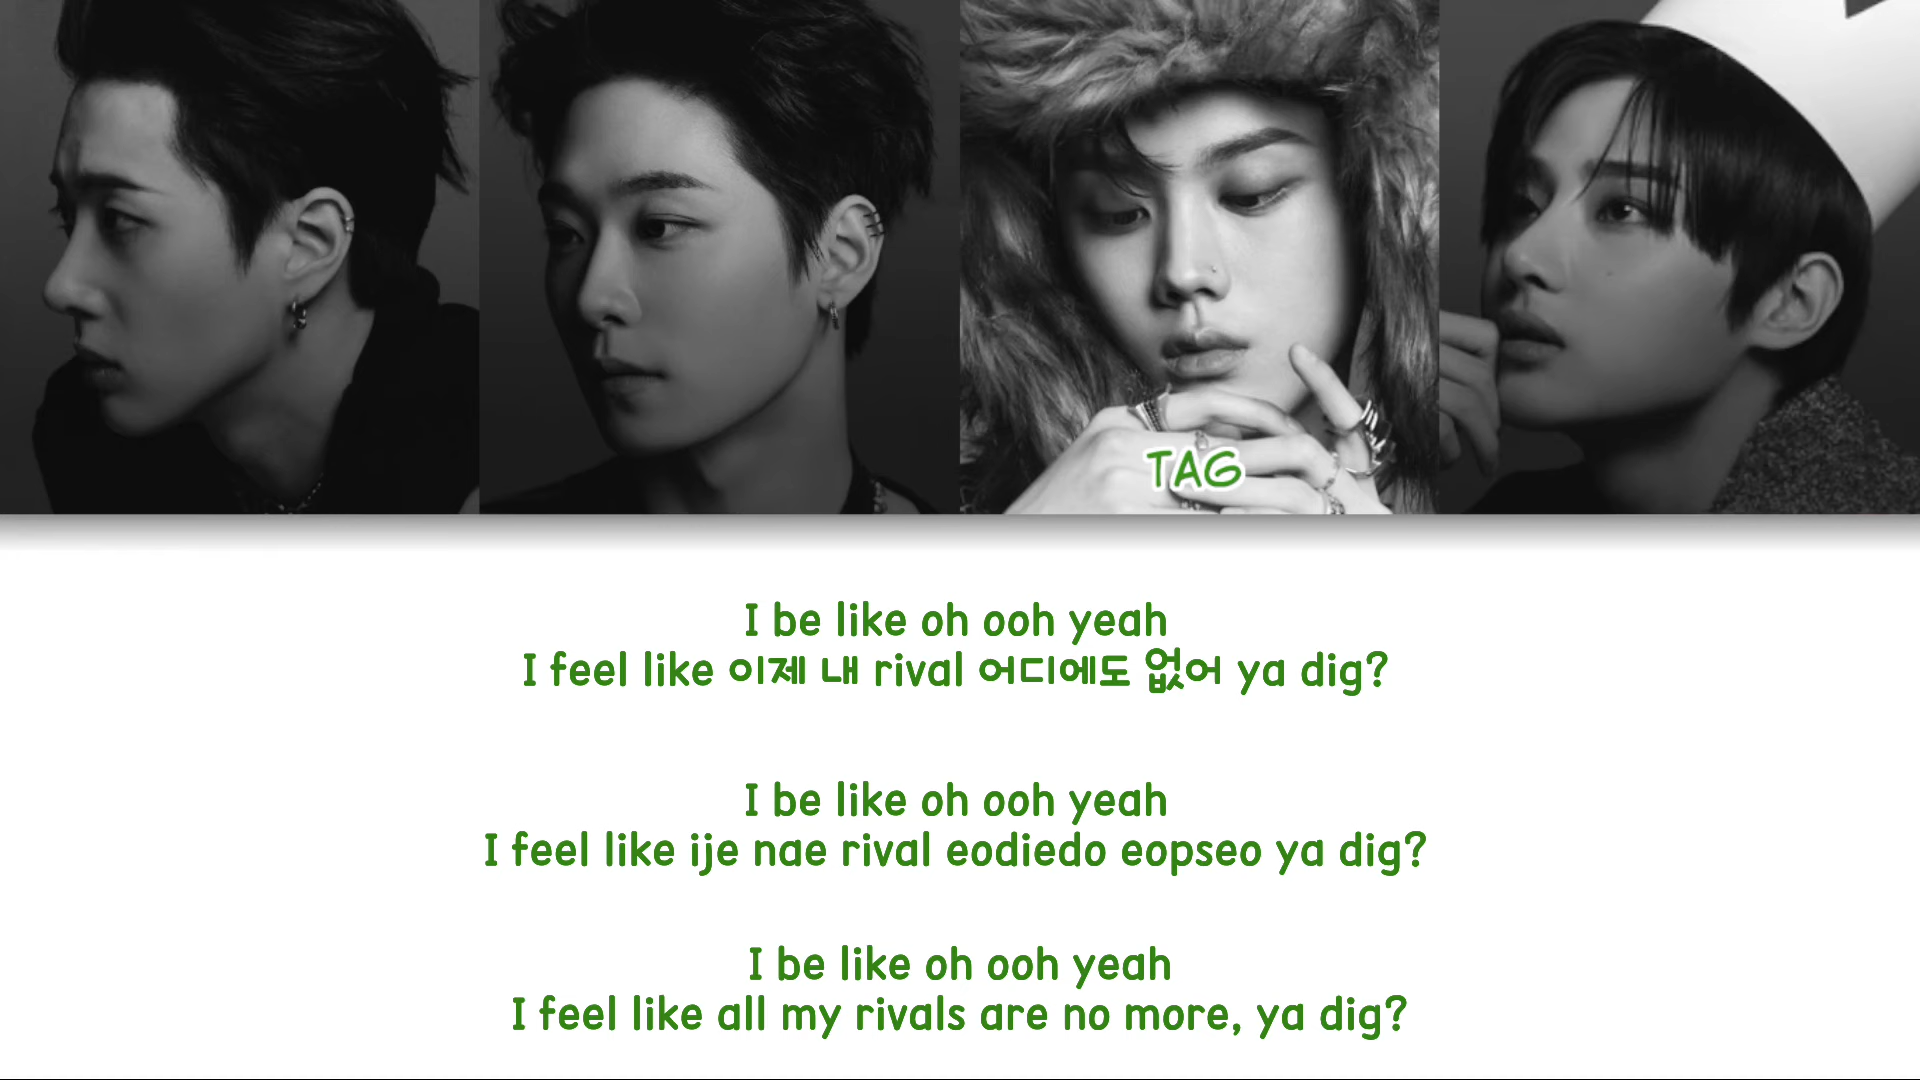 TAG
I be like oh ooh yeah
I feel like 이제 내 rival 어디에도 없어 ya dig?
I be like oh ooh yeah
I feel like ije nae rival eodiedo eopseo ya dig?
I be like oh ooh yeah
I feel like all my rivals are no more, ya dig?